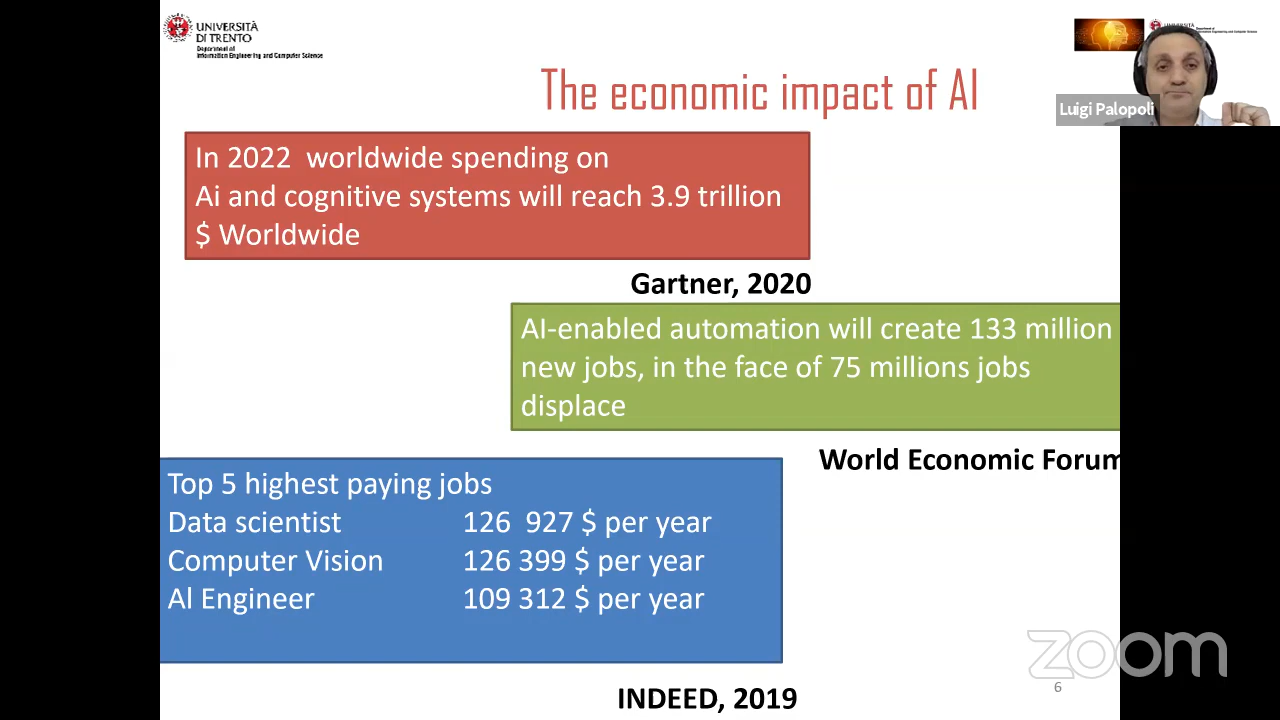 UNIVERSITÀ
DI TRENTO
Department of
Information Engineering and Computer Science
The economic impact of AI
Luigi Palopoli
In 2022  worldwide spending on
Ai and cognitive systems will reach 3.9 trillion
$ Worldwide
Gartner, 2020
AI-enabled automation will create 133 million
new jobs, in the face of 75 millions jobs
displace
World Economic Forum
Top 5 highest paying jobs
Data scientist 126  927 $ per year
Computer Vision 126 399 $ per year
Al Engineer 109 312 $ per year
INDEED, 2019
zoom
6